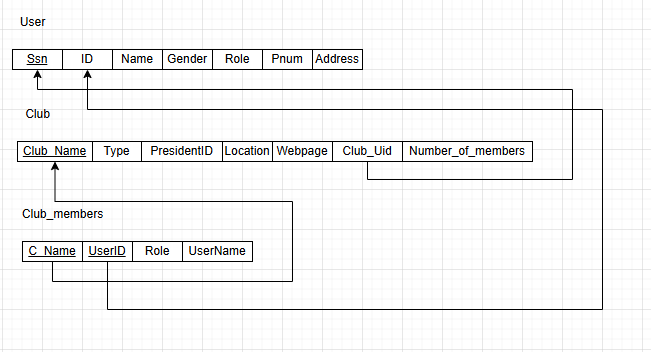 User
Ssn ID Name Gender Role Pnum Address
Club
Club_Name Type PresidentID Location Webpage Club_Uid Number_of_members
Club_members
C_Name UserID Role UserName